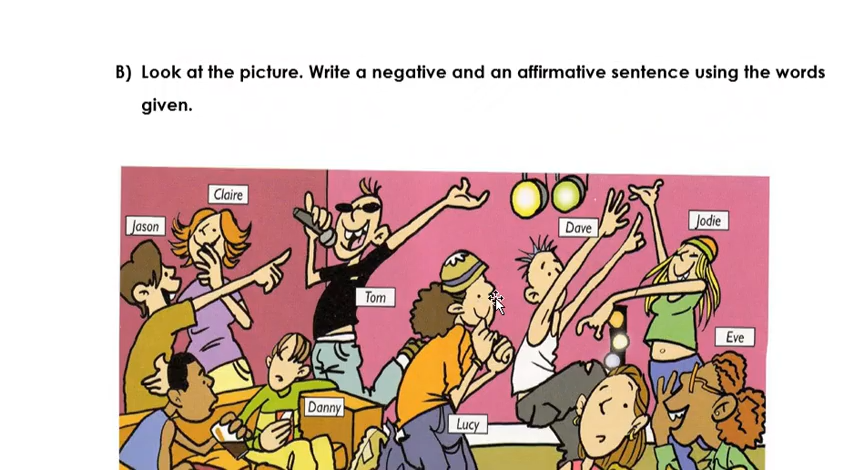 B) Look at the picture. Write a negative and an affirmative sentence using the words
given.
Claire
Jason
Dave
Jodie
Tom
Eve
Danny
Lucy